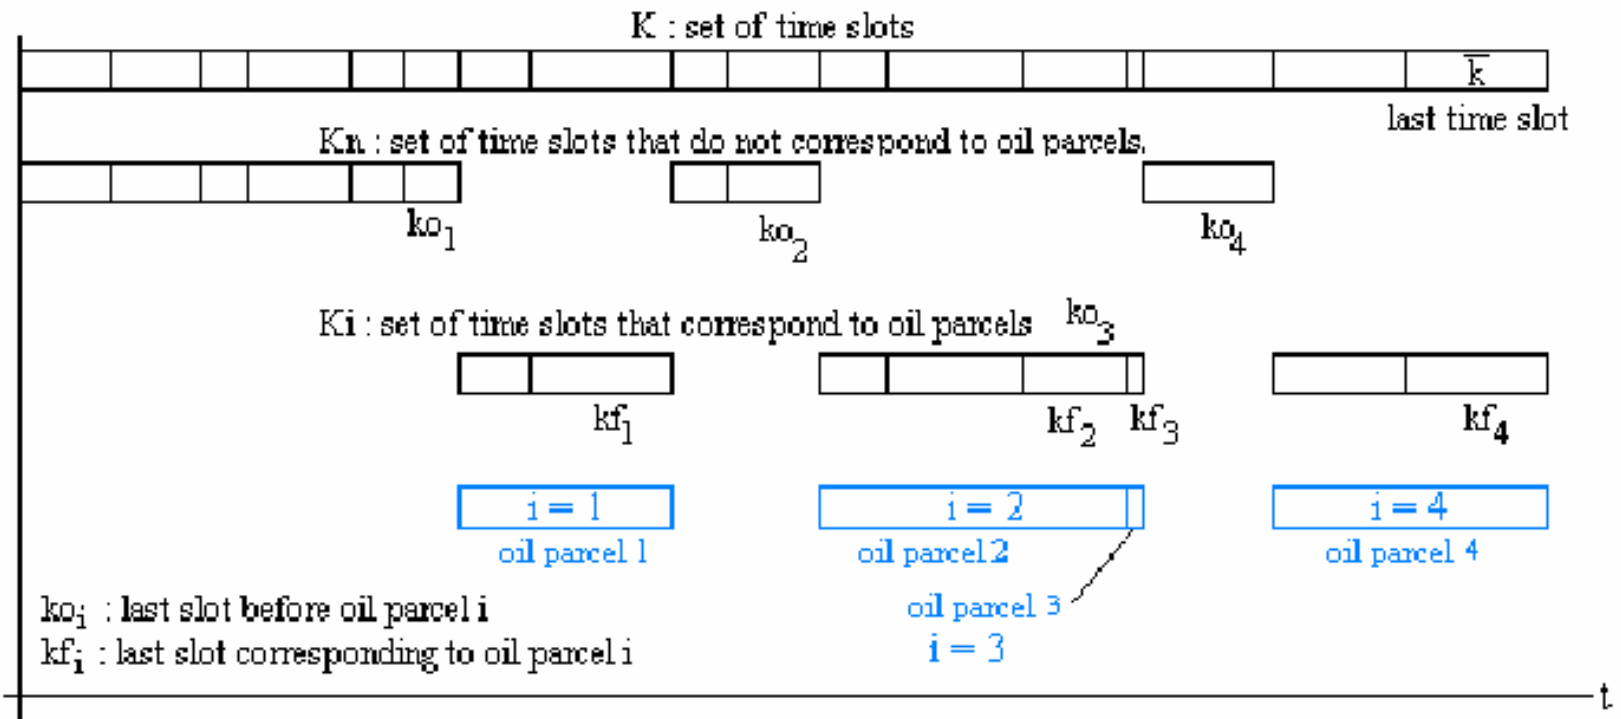 K : set of time slots
k̅
last time slot
Kn : set of time slots that do not correspond to oil parcels.
ko₁ ko₂ ko₄
Ki : set of time slots that correspond to oil parcels ko₃
kf₁ kf₂ kf₃ kf₄
i = 1 i = 2 i = 4
oil parcel 1 oil parcel 2 oil parcel 4
koᵢ : last slot before oil parcel i
oil parcel 3
kfᵢ : last slot corresponding to oil parcel i
i = 3
t